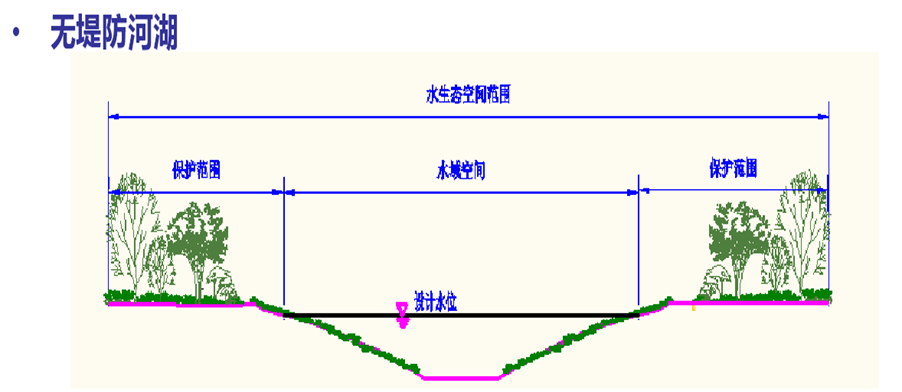 • 无堤防河湖
水生态空间范围
保护范围
水域空间
保护范围
设计水位